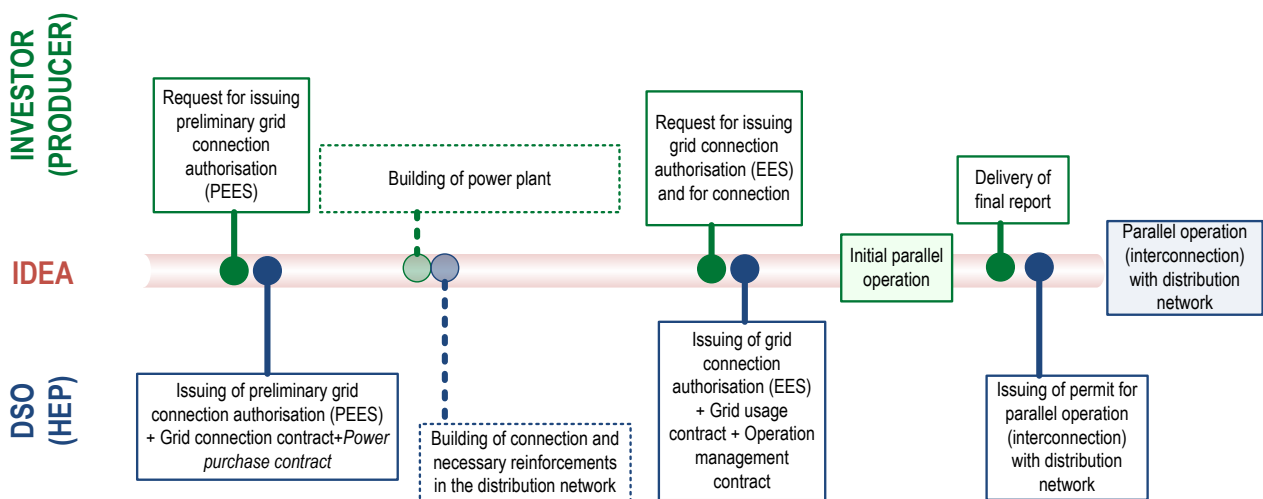 INVESTOR
(PRODUCER)
Request for issuing
preliminary grid
connection
authorisation
(PEES)
Building of power plant
Request for issuing
grid connection
authorisation (EES)
and for connection
Delivery of
final report
IDEA
Initial parallel
operation
Parallel operation
(interconnection)
with distribution
network
DSO
(HEP)
Issuing of preliminary grid
connection authorisation (PEES)
+ Grid connection contract+Power
purchase contract
Building of connection and
necessary reinforcements
in the distribution network
Issuing of grid
connection
authorisation (EES)
+ Grid usage
contract + Operation
management
contract
Issuing of permit for
parallel operation
(interconnection)
with distribution
network